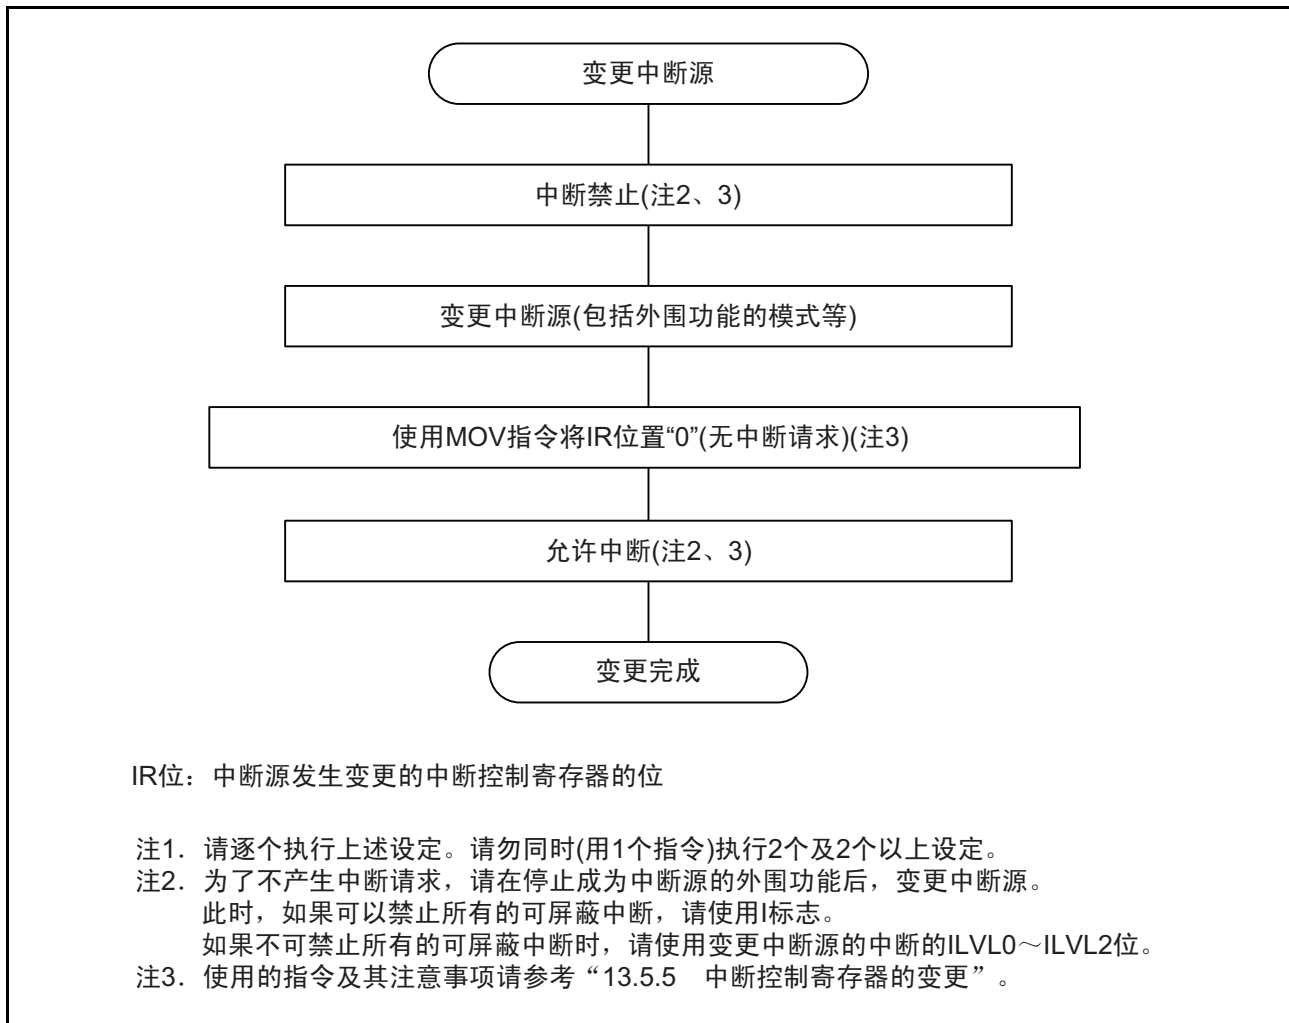 变更中断源
中断禁止(注2、3)
变更中断源(包括外围功能的模式等)
使用MOV指令将IR位置“0”(无中断请求)(注3)
允许中断(注2、3)
变更完成
IR位：中断源发生变更的中断控制寄存器的位
注1．请逐个执行上述设定。请勿同时(用1个指令)执行2个及2个以上设定。
注2．为了不产生中断请求，请在停止成为中断源的外围功能后，变更中断源。
此时，如果可以禁止所有的可屏蔽中断，请使用I标志。
如果不可禁止所有的可屏蔽中断时，请使用变更中断源的中断的ILVL0～ILVL2位。
注3．使用的指令及其注意事项请参考“13.5.5　中断控制寄存器的变更”。